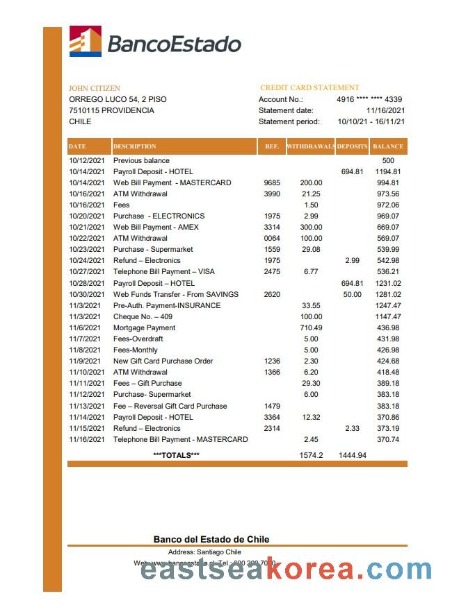 BancoEstado
JOHN CITIZEN
ORREGO LUCO 54, 2 PISO
7510115 PROVIDENCIA
CHILE
CREDIT CARD STATEMENT
Account No.: 4916 **** **** 4339
Statement date: 11/16/2021
Statement period: 10/10/21 - 16/11/21
DATE DESCRIPTION REF. WITHDRAWALS DEPOSITS BALANCE
10/12/2021 Previous balance 500
10/14/2021 Payroll Deposit - HOTEL 694.81 1194.81
10/14/2021 Web Bill Payment - MASTERCARD 9685 200.00 994.81
10/16/2021 ATM Withdrawal 3990 21.25 973.56
10/16/2021 Fees 1.50 972.06
10/20/2021 Purchase - ELECTRONICS 1975 2.99 969.07
10/21/2021 Web Bill Payment - AMEX 3314 300.00 669.07
10/22/2021 ATM Withdrawal 0064 100.00 569.07
10/23/2021 Purchase - Supermarket 1559 29.08 539.99
10/24/2021 Refund – Electronics 1975 2.99 542.98
10/27/2021 Telephone Bill Payment – VISA 2475 6.77 536.21
10/28/2021 Payroll Deposit – HOTEL 694.81 1231.02
10/30/2021 Web Funds Transfer - From SAVINGS 2620 50.00 1281.02
11/3/2021 Pre-Auth. Payment-INSURANCE 33.55 1247.47
11/3/2021 Cheque No. – 409 100.00 1147.47
11/6/2021 Mortgage Payment 710.49 436.98
11/7/2021 Fees-Overdraft 5.00 431.98
11/8/2021 Fees-Monthly 5.00 426.98
11/9/2021 New Gift Card Purchase Order 1236 2.30 424.68
11/10/2021 ATM Withdrawal 1366 6.20 418.48
11/11/2021 Fees – Gift Purchase 29.30 389.18
11/12/2021 Purchase- Supermarket 6.00 383.18
11/13/2021 Fee – Reversal Gift Card Purchase 1479 383.18
11/14/2021 Payroll Deposit - HOTEL 3364 12.32 370.86
11/15/2021 Refund – Electronics 2314 2.33 373.19
11/16/2021 Telephone Bill Payment - MASTERCARD 2.45 370.74
***TOTALS*** 1574.2 1444.94
Banco del Estado de Chile
Address: Santiago Chile
eastseakorea.com